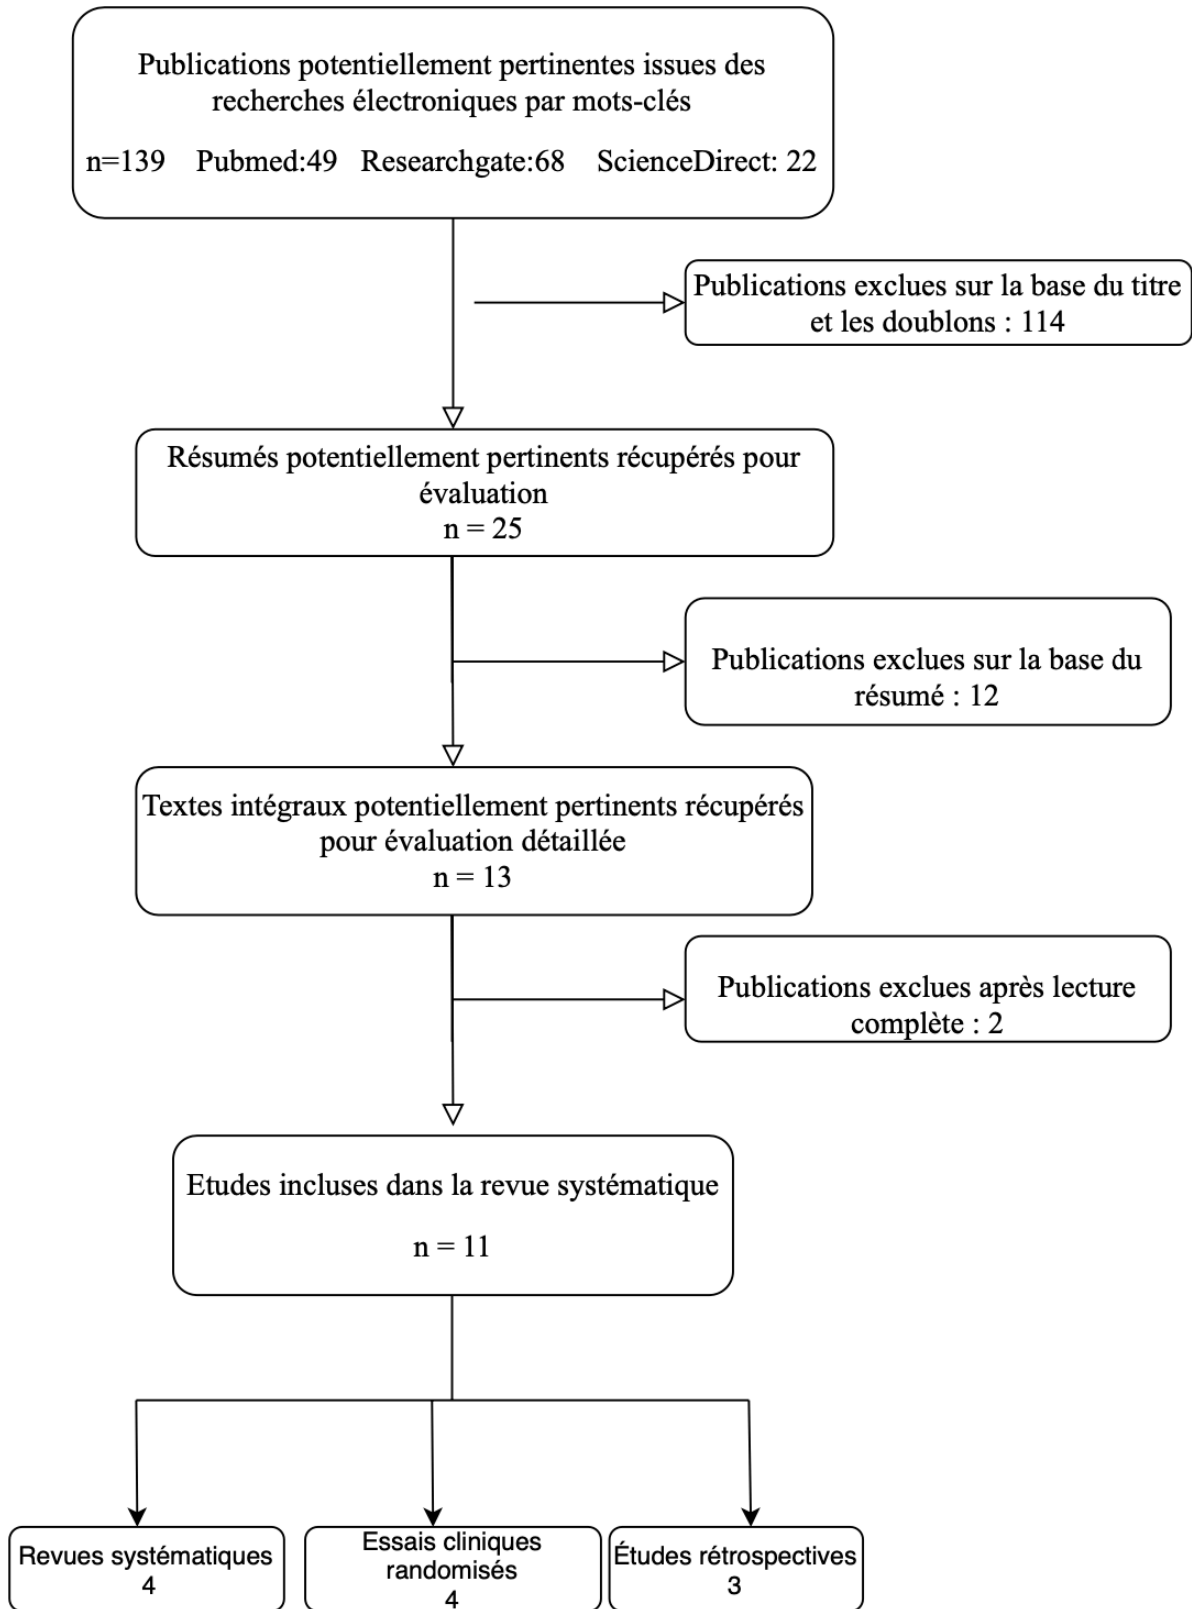 Publications potentiellement pertinentes issues des
recherches électroniques par mots-clés
n=139 Pubmed:49 Researchgate:68 ScienceDirect: 22
Publications exclues sur la base du titre
et les doublons : 114
Résumés potentiellement pertinents récupérés pour
évaluation
n = 25
Publications exclues sur la base du
résumé : 12
Textes intégraux potentiellement pertinents récupérés
pour évaluation détaillée
n = 13
Publications exclues après lecture
complète : 2
Etudes incluses dans la revue systématique
n = 11
Revues systématiques
4
Essais cliniques
randomisés
4
Études rétrospectives
3